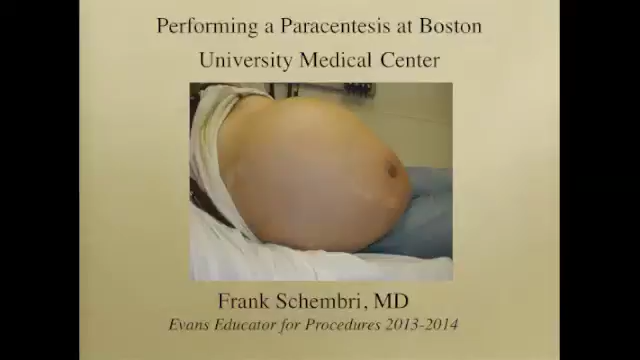 Performing a Paracentesis at Boston
University Medical Center
Frank Schembri, MD
Evans Educator for Procedures 2013-2014